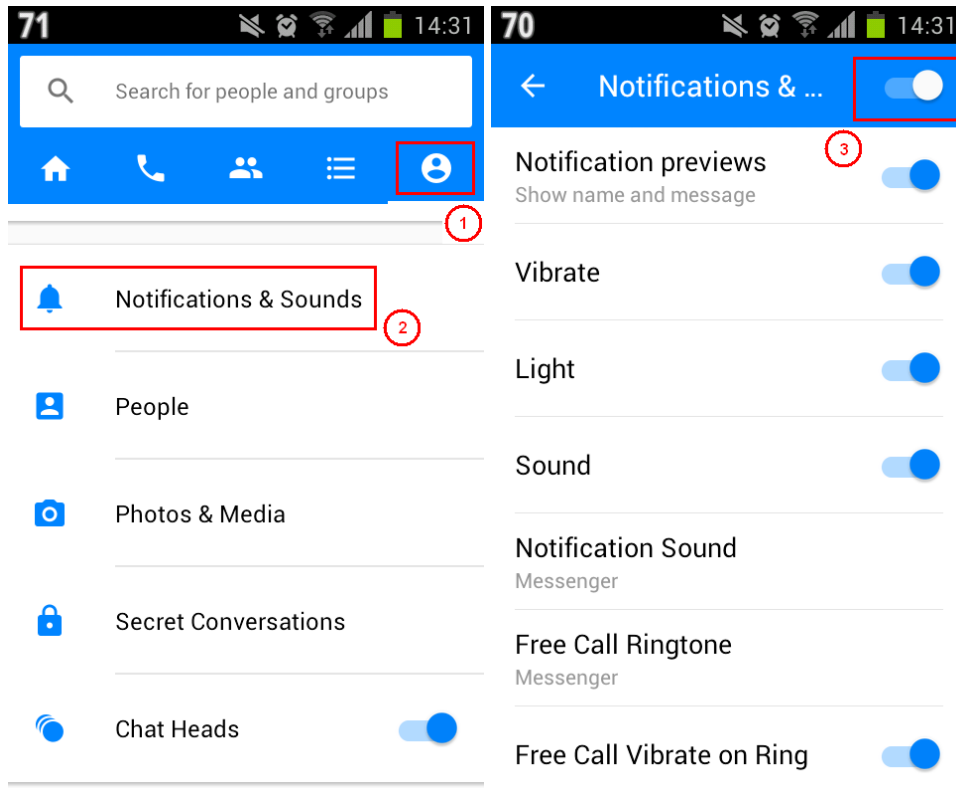 71
14:31
Search for people and groups
1
Notifications & Sounds
2
People
Photos & Media
Secret Conversations
Chat Heads
70
14:31
Notifications & ...
3
Notification previews
Show name and message
Vibrate
Light
Sound
Notification Sound
Messenger
Free Call Ringtone
Messenger
Free Call Vibrate on Ring